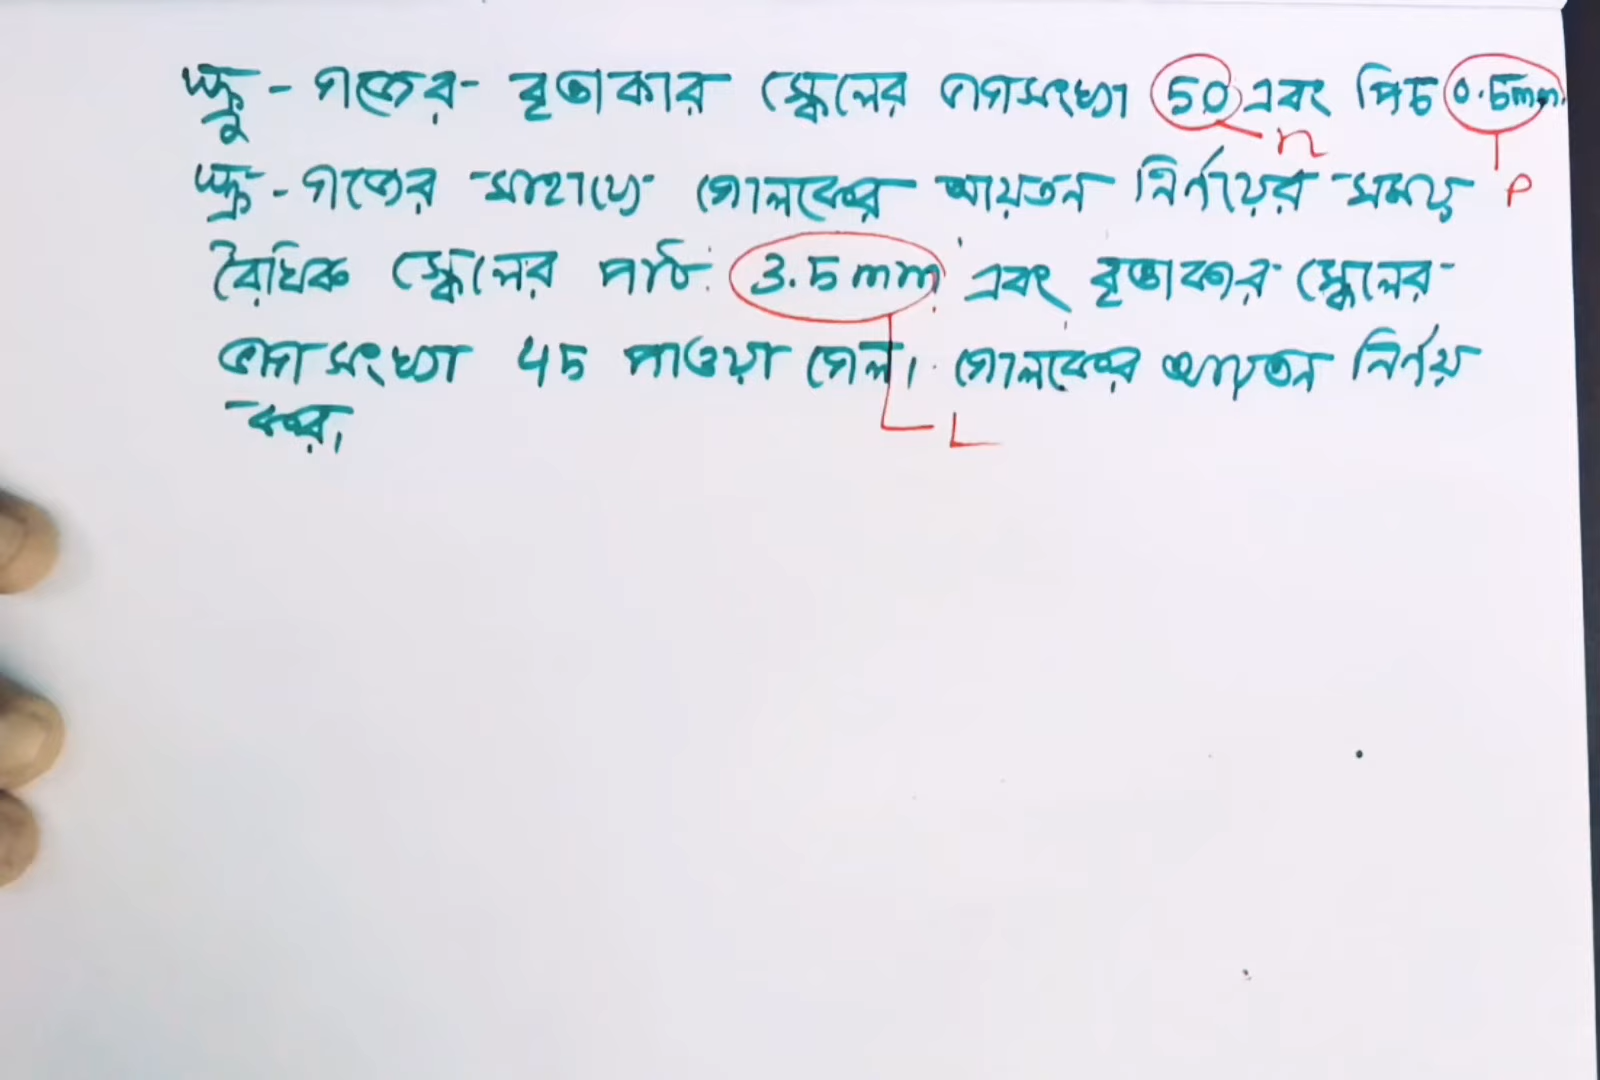 স্ক্রু - গজের বৃত্তাকার স্কেলের ভাগসংখ্যা 50 এবং পিচ 0.5mm.
n
স্ক্রু - গজের সাহায্যে গোলকের আয়তন নির্ণয়ের সময় P
রৈখিক স্কেলের পাঠ 3.5mm এবং বৃত্তাকার স্কেলের
ভাগ সংখ্যা 45 পাওয়া গেল। গোলকের আয়তন নির্ণয়
কর। L